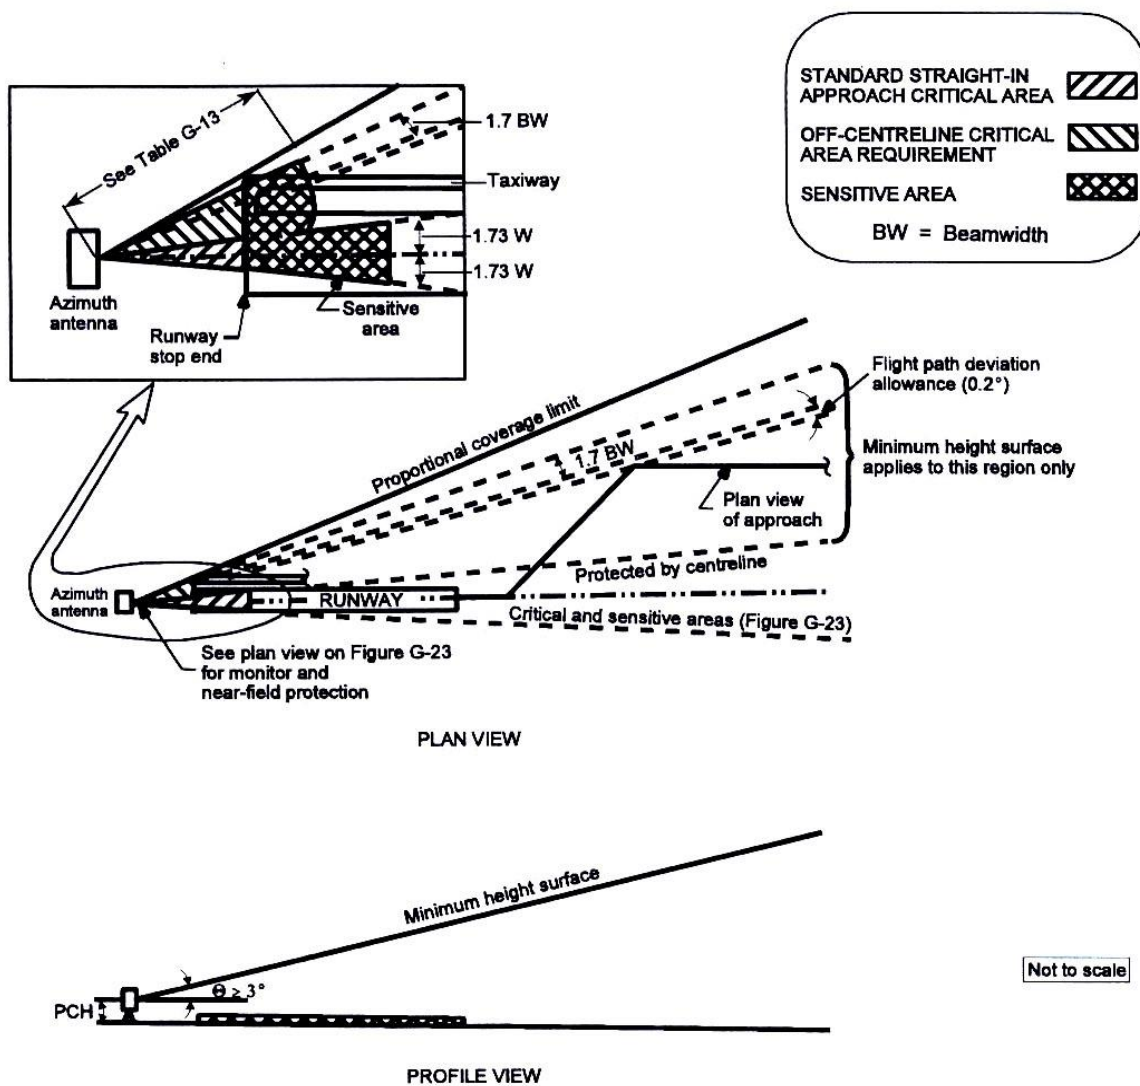 STANDARD STRAIGHT-IN
APPROACH CRITICAL AREA
OFF-CENTRELINE CRITICAL
AREA REQUIREMENT
SENSITIVE AREA
BW = Beamwidth
See Table G-13
1.7 BW
Taxiway
1.73 W
1.73 W
Azimuth
antenna
Sensitive
area
Runway
stop end
Flight path deviation
allowance (0.2°)
Proportional coverage limit
1.7 BW
Minimum height surface
applies to this region only
Plan view
of approach
Protected by centreline
Azimuth
antenna
RUNWAY
Critical and sensitive areas (Figure G-23)
See plan view on Figure G-23
for monitor and
near-field protection
PLAN VIEW
Minimum height surface
Not to scale
Θ ≥ 3°
PCH
PROFILE VIEW